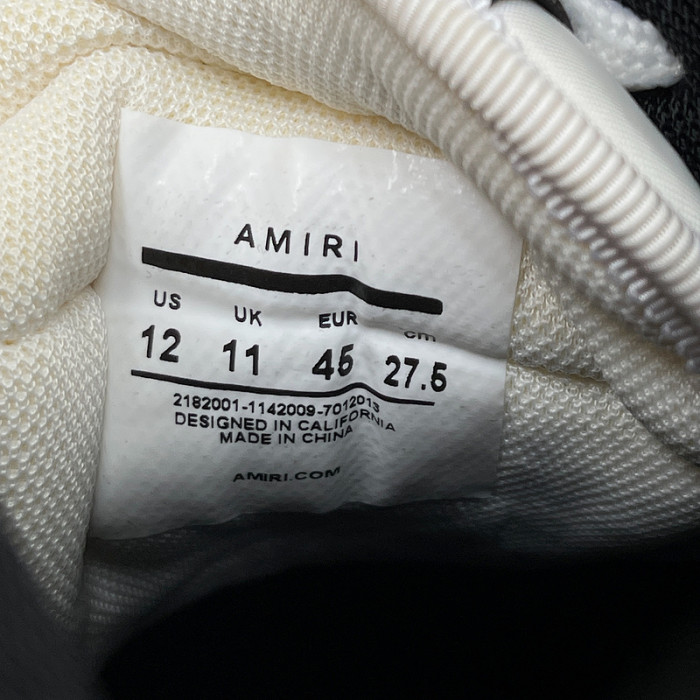 AMIRI
US UK EUR cm
12 11 45 27.5
2182001-1142009-7012013
DESIGNED IN CALIFORNIA
MADE IN CHINA
AMIRI.COM